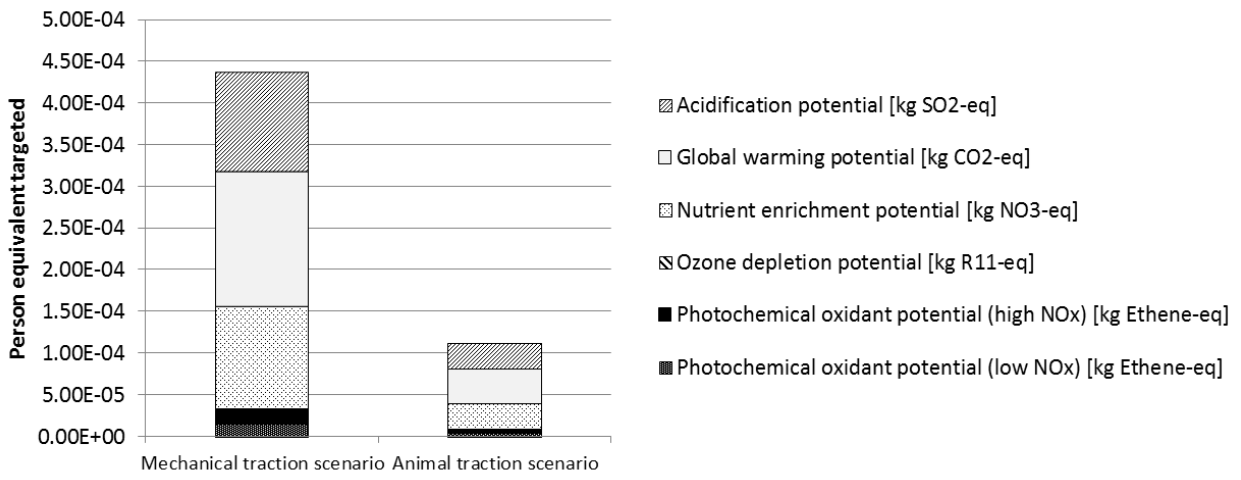 Person equivalent targeted
5.00E-04
4.50E-04
4.00E-04
3.50E-04
3.00E-04
2.50E-04
2.00E-04
1.50E-04
1.00E-04
5.00E-05
0.00E+00
Mechanical traction scenario
Animal traction scenario
Acidification potential [kg SO2-eq]
Global warming potential [kg CO2-eq]
Nutrient enrichment potential [kg NO3-eq]
Ozone depletion potential [kg R11-eq]
Photochemical oxidant potential (high NOx) [kg Ethene-eq]
Photochemical oxidant potential (low NOx) [kg Ethene-eq]